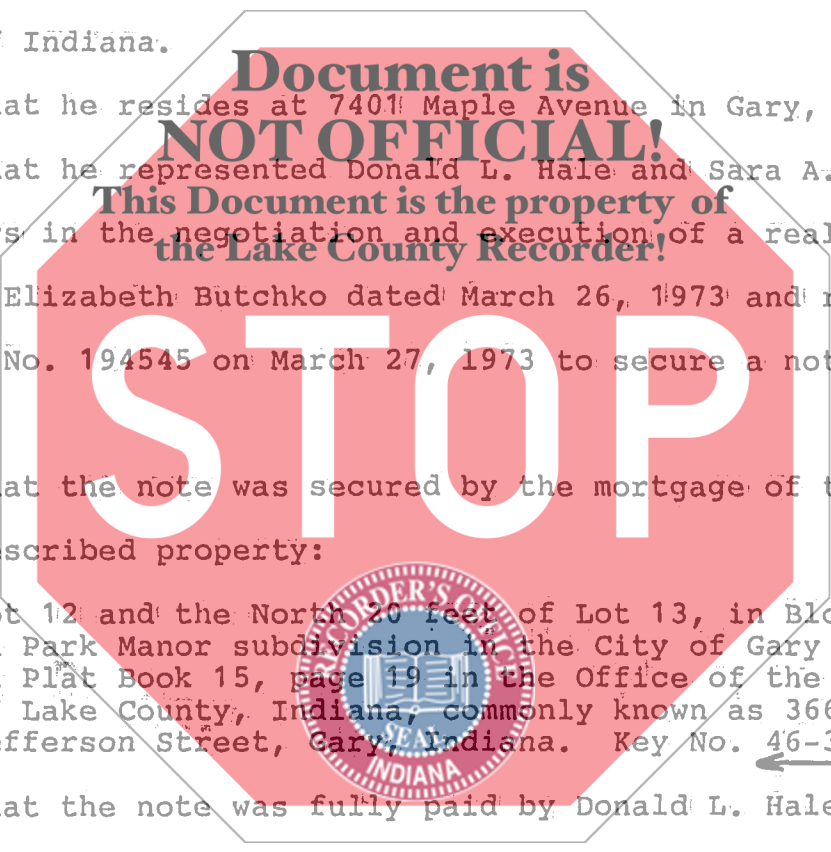 Indiana.
Document is
at he resides at 7401 Maple Avenue in Gary,
NOT OFFICIAL!
at he represented Donald L. Hale and Sara A.
This Document is the property of
s in the negotiation and execution of a real
the Lake County Recorder!
Elizabeth Butchko dated March 26, 1973 and
No. 194545 on March 27, 1973 to secure a not
STOP
at the note was secured by the mortgage of t
scribed property:
t 12 and the North 20 feet of Lot 13, in Blo
Park Manor subdivision in the City of Gary
Plat Book 15, page 19 in the Office of the
Lake County, Indiana, commonly known as 366
efferson Street, Gary, Indiana. Key No. 46-3
RECORDER'S OFFICE
SEAL
INDIANA
at the note was fully paid by Donald L. Hale